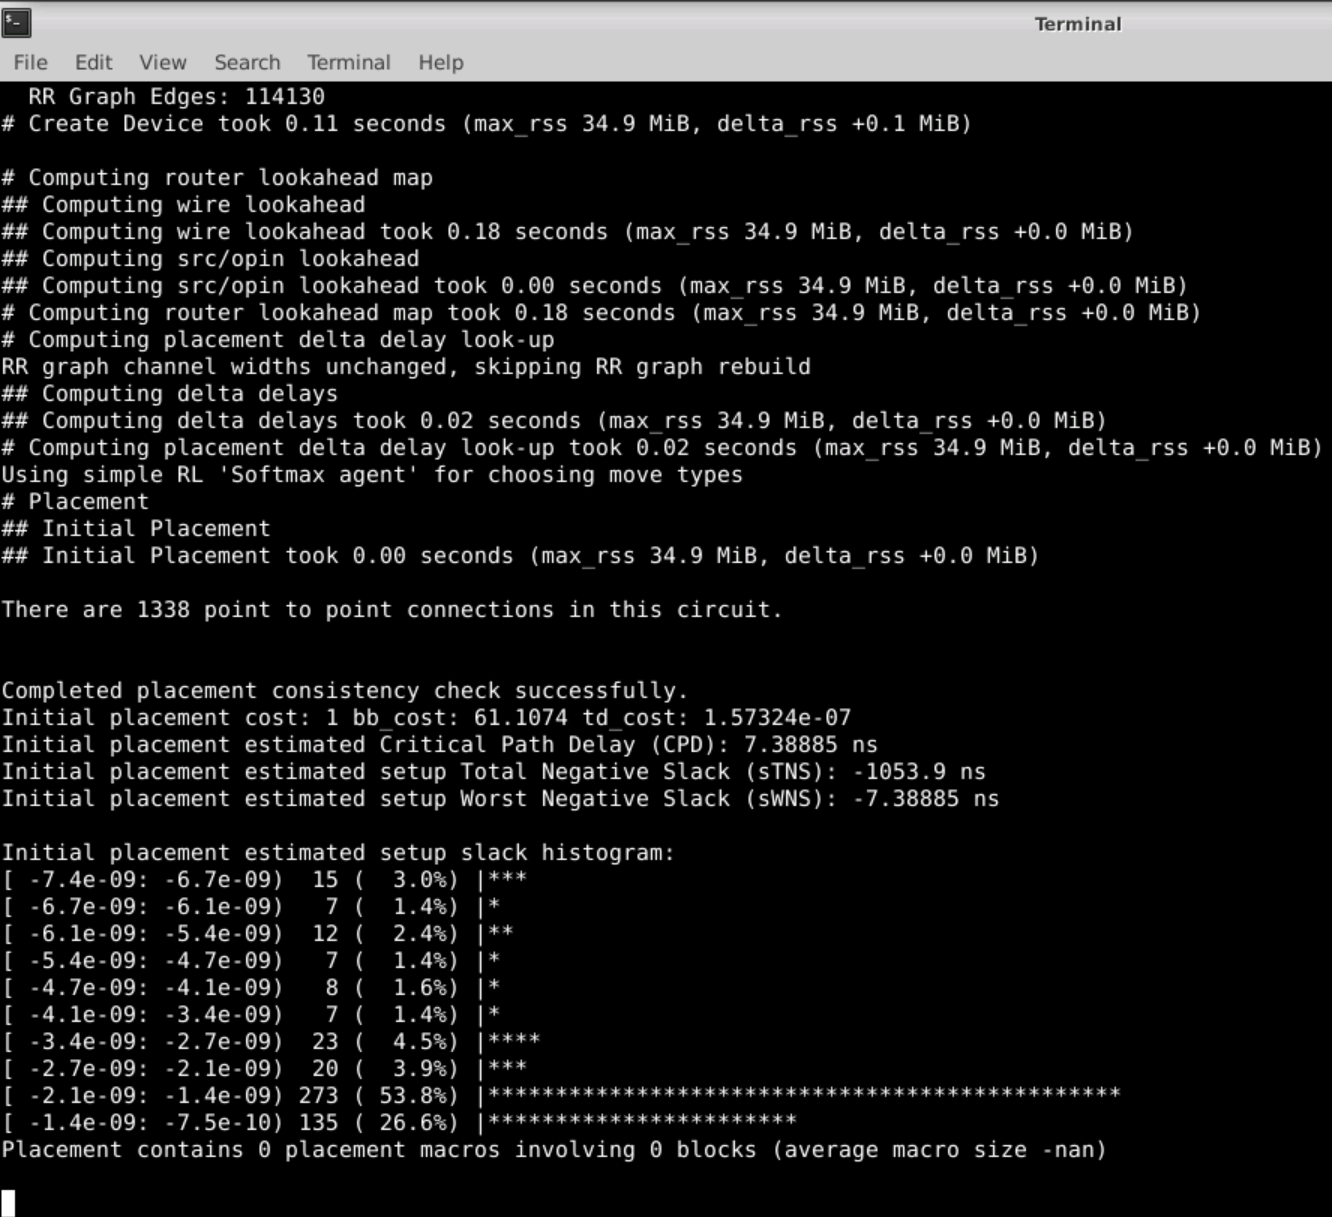 Terminal
File Edit View Search Terminal Help
RR Graph Edges: 114130
# Create Device took 0.11 seconds (max_rss 34.9 MiB, delta_rss +0.1 MiB)
# Computing router lookahead map
## Computing wire lookahead
## Computing wire lookahead took 0.18 seconds (max_rss 34.9 MiB, delta_rss +0.0 MiB)
## Computing src/opin lookahead
## Computing src/opin lookahead took 0.00 seconds (max_rss 34.9 MiB, delta_rss +0.0 MiB)
# Computing router lookahead map took 0.18 seconds (max_rss 34.9 MiB, delta_rss +0.0 MiB)
# Computing placement delta delay look-up
RR graph channel widths unchanged, skipping RR graph rebuild
## Computing delta delays
## Computing delta delays took 0.02 seconds (max_rss 34.9 MiB, delta_rss +0.0 MiB)
# Computing placement delta delay look-up took 0.02 seconds (max_rss 34.9 MiB, delta_rss +0.0 MiB)
Using simple RL 'Softmax agent' for choosing move types
# Placement
## Initial Placement
## Initial Placement took 0.00 seconds (max_rss 34.9 MiB, delta_rss +0.0 MiB)
There are 1338 point to point connections in this circuit.
Completed placement consistency check successfully.
Initial placement cost: 1 bb_cost: 61.1074 td_cost: 1.57324e-07
Initial placement estimated Critical Path Delay (CPD): 7.38885 ns
Initial placement estimated setup Total Negative Slack (sTNS): -1053.9 ns
Initial placement estimated setup Worst Negative Slack (sWNS): -7.38885 ns
Initial placement estimated setup slack histogram:
[ -7.4e-09: -6.7e-09)  15 (  3.0%) |***
[ -6.7e-09: -6.1e-09)   7 (  1.4%) |*
[ -6.1e-09: -5.4e-09)  12 (  2.4%) |**
[ -5.4e-09: -4.7e-09)   7 (  1.4%) |*
[ -4.7e-09: -4.1e-09)   8 (  1.6%) |*
[ -4.1e-09: -3.4e-09)   7 (  1.4%) |*
[ -3.4e-09: -2.7e-09)  23 (  4.5%) |****
[ -2.7e-09: -2.1e-09)  20 (  3.9%) |***
[ -2.1e-09: -1.4e-09) 273 ( 53.8%) |***********************************************
[ -1.4e-09: -7.5e-10) 135 ( 26.6%) |***********************
Placement contains 0 placement macros involving 0 blocks (average macro size -nan)